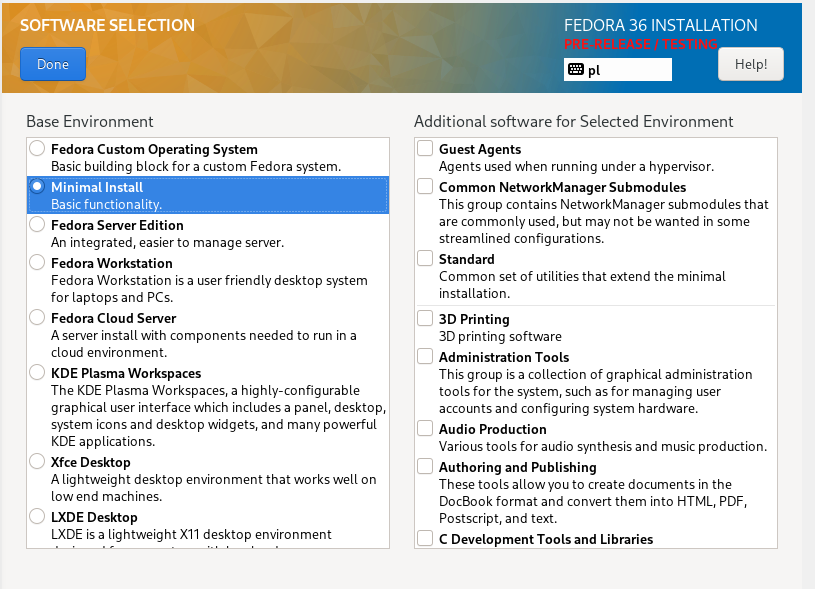 SOFTWARE SELECTION
Done
FEDORA 36 INSTALLATION
PRE-RELEASE / TESTING
pl
Help!
Base Environment
Fedora Custom Operating System
Basic building block for a custom Fedora system.
Minimal Install
Basic functionality.
Fedora Server Edition
An integrated, easier to manage server.
Fedora Workstation
Fedora Workstation is a user friendly desktop system
for laptops and PCs.
Fedora Cloud Server
A server install with components needed to run in a
cloud environment.
KDE Plasma Workspaces
The KDE Plasma Workspaces, a highly-configurable
graphical user interface which includes a panel, desktop,
system icons and desktop widgets, and many powerful
KDE applications.
Xfce Desktop
A lightweight desktop environment that works well on
low end machines.
LXDE Desktop
LXDE is a lightweight X11 desktop environment
Additional software for Selected Environment
Guest Agents
Agents used when running under a hypervisor.
Common NetworkManager Submodules
This group contains NetworkManager submodules that
are commonly used, but may not be wanted in some
streamlined configurations.
Standard
Common set of utilities that extend the minimal
installation.
3D Printing
3D printing software
Administration Tools
This group is a collection of graphical administration
tools for the system, such as for managing user
accounts and configuring system hardware.
Audio Production
Various tools for audio synthesis and music production.
Authoring and Publishing
These tools allow you to create documents in the
DocBook format and convert them into HTML, PDF,
Postscript, and text.
C Development Tools and Libraries